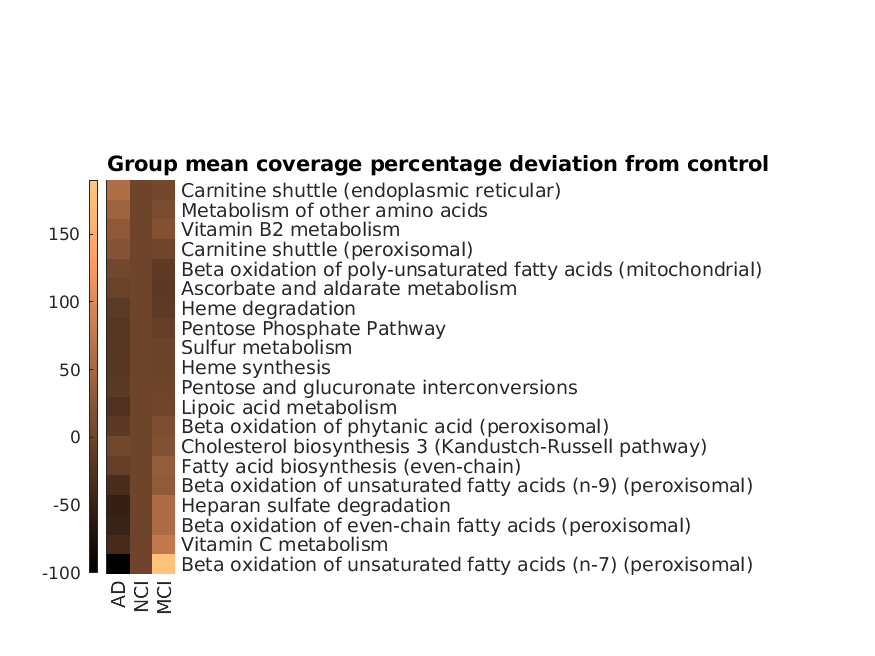 Group mean coverage percentage deviation from control
Carnitine shuttle (endoplasmic reticular)
Metabolism of other amino acids
Vitamin B2 metabolism
Carnitine shuttle (peroxisomal)
Beta oxidation of poly-unsaturated fatty acids (mitochondrial)
Ascorbate and aldarate metabolism
Heme degradation
Pentose Phosphate Pathway
Sulfur metabolism
Heme synthesis
Pentose and glucuronate interconversions
Lipoic acid metabolism
Beta oxidation of phytanic acid (peroxisomal)
Cholesterol biosynthesis 3 (Kandustch-Russell pathway)
Fatty acid biosynthesis (even-chain)
Beta oxidation of unsaturated fatty acids (n-9) (peroxisomal)
Heparan sulfate degradation
Beta oxidation of even-chain fatty acids (peroxisomal)
Vitamin C metabolism
Beta oxidation of unsaturated fatty acids (n-7) (peroxisomal)
150
100
50
0
-50
-100
AD
NCI
MCI